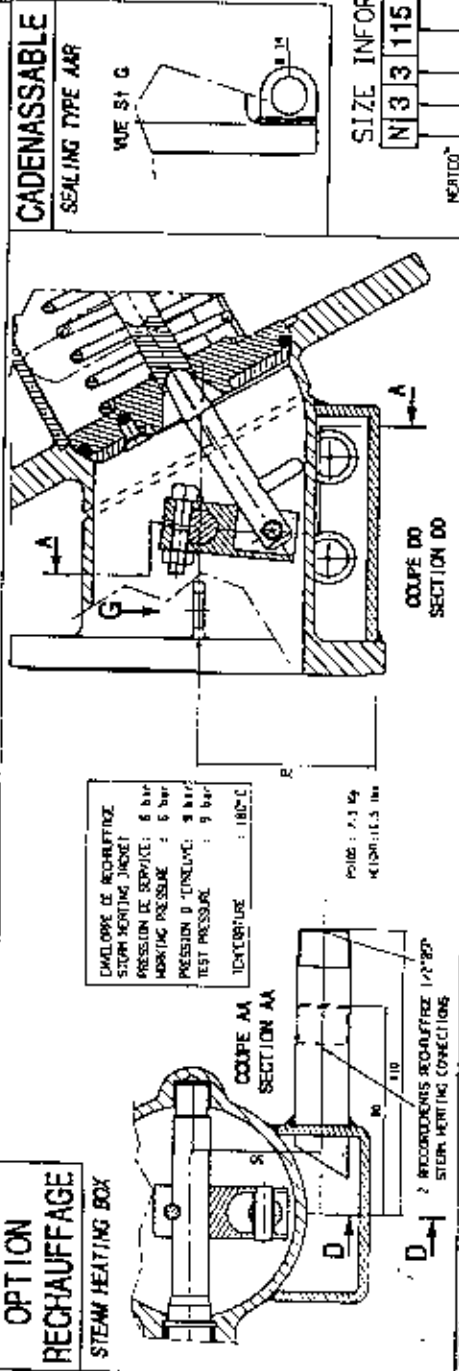 OPTION
RECHAUFFAGE
STEAM HEATING BOX
ENVELOPPE DE RECHAUFFAGE
STEAM HEATING JACKET
PRESSION DE SERVICE : 6 bar
WORKING PRESSURE : 6 bar
PRESSION D'EPREUVE : 9 bar
TEST PRESSURE : 9 bar
TEMPERATURE : 180°C
COUPE AA
SECTION AA
D
D
80
110
2 RACCORDEMENTS RECHAUFFAGE 1/2"BSP
STEAM HEATING CONNECTIONS
A
A
G
COUPE DD
SECTION DD
CADENASSABLE
SEALING TYPE AAR
VUE St G
SIZE INFOR
N 3 3 115